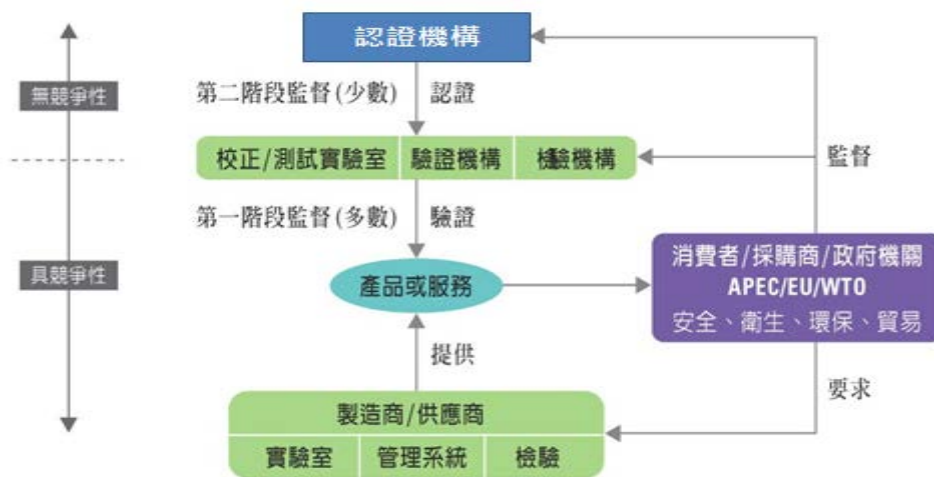 認證機構
無競爭性
第二階段監督(少數) 認證
校正/測試實驗室 驗證機構 檢驗機構
監督
第一階段監督(多數) 驗證
具競爭性
產品或服務
消費者/採購商/政府機關
APEC/EU/WTO
安全、衛生、環保、貿易
提供
要求
製造商/供應商
實驗室 管理系統 檢驗